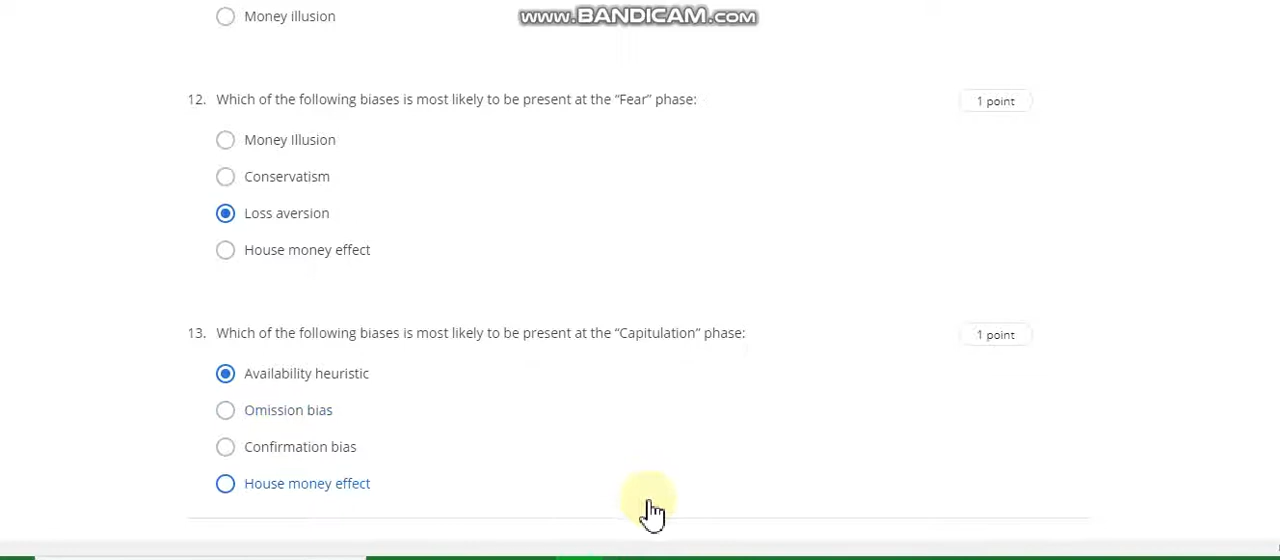 Money illusion
www.BANDICAM.com
12. Which of the following biases is most likely to be present at the “Fear” phase:
1 point
Money Illusion
Conservatism
Loss aversion
House money effect
13. Which of the following biases is most likely to be present at the “Capitulation” phase:
1 point
Availability heuristic
Omission bias
Confirmation bias
House money effect